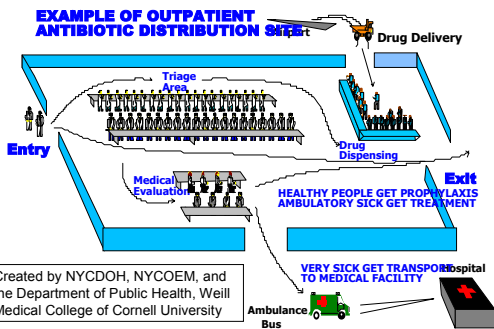 EXAMPLE OF OUTPATIENT
ANTIBIOTIC DISTRIBUTION SITE
Drug Delivery
Triage
Area
Entry
Drug
Dispensing
Medical
Evaluation
Exit
HEALTHY PEOPLE GET PROPHYLAXIS
AMBULATORY SICK GET TREATMENT
VERY SICK GET TRANSPORT
TO MEDICAL FACILITY
Hospital
Ambulance
Bus
Created by NYCDOH, NYCOEM, and
the Department of Public Health, Weill
Medical College of Cornell University